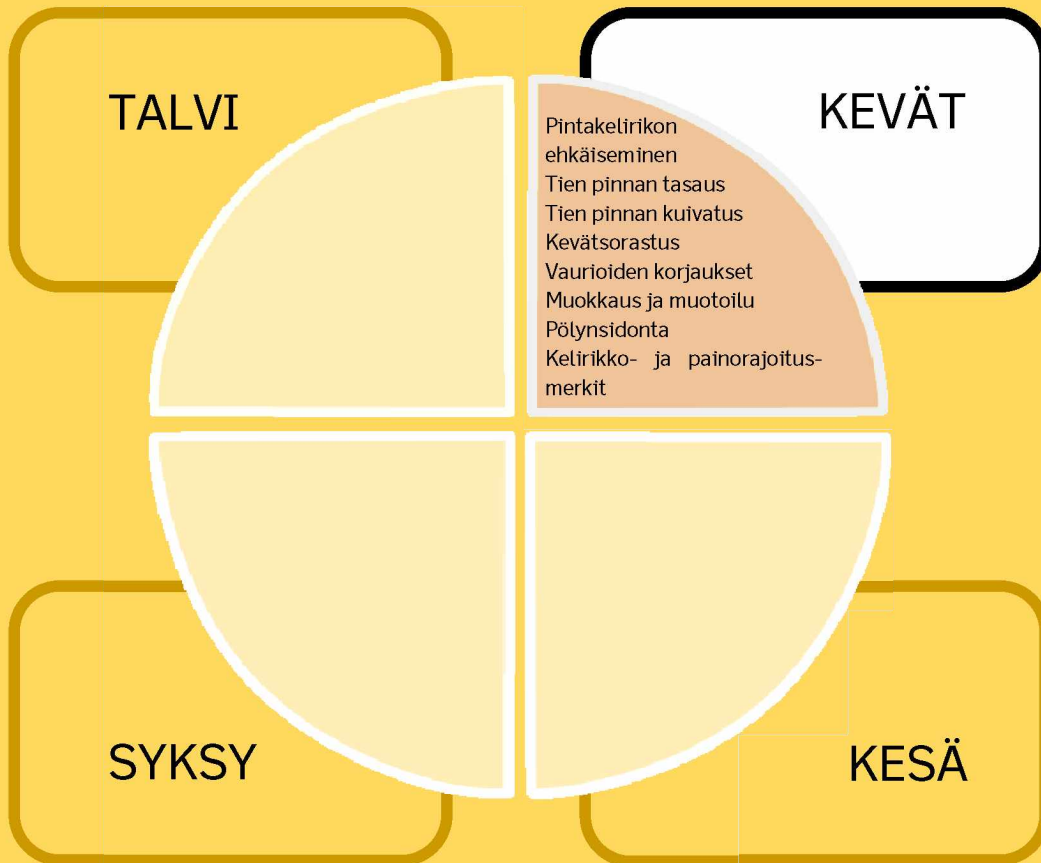 TALVI
KEVÄT
Pintakelirikon
ehkäiseminen
Tien pinnan tasaus
Tien pinnan kuivatus
Kevätsorastus
Vaurioiden korjaukset
Muokkaus ja muotoilu
Pölynsidonta
Kelirikko- ja painorajoitus-
merkit
SYKSY
KESÄ